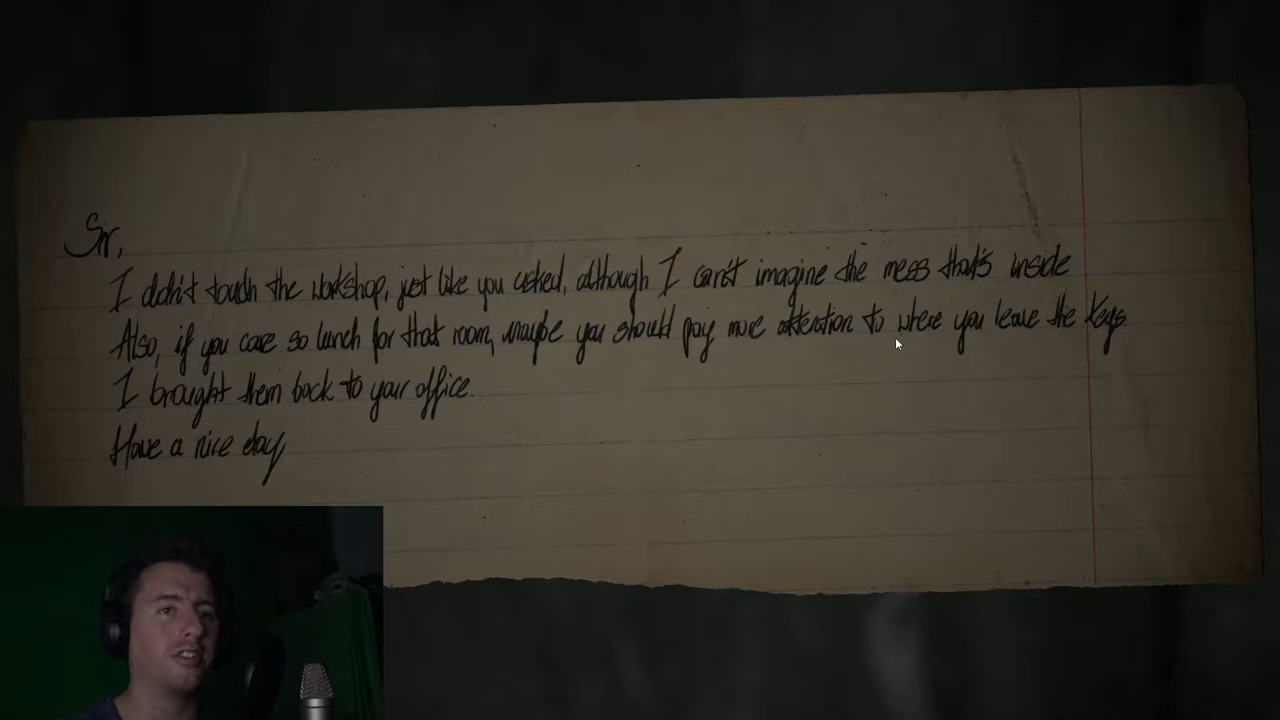 Sir,
I didn't touch the workshop, just like you asked, although I can't imagine the mess that's inside
Also, if you care so lunch for that room, maybe you should pay more attention to where you leave the keys.
I brought them back to your office.
Have a nice day